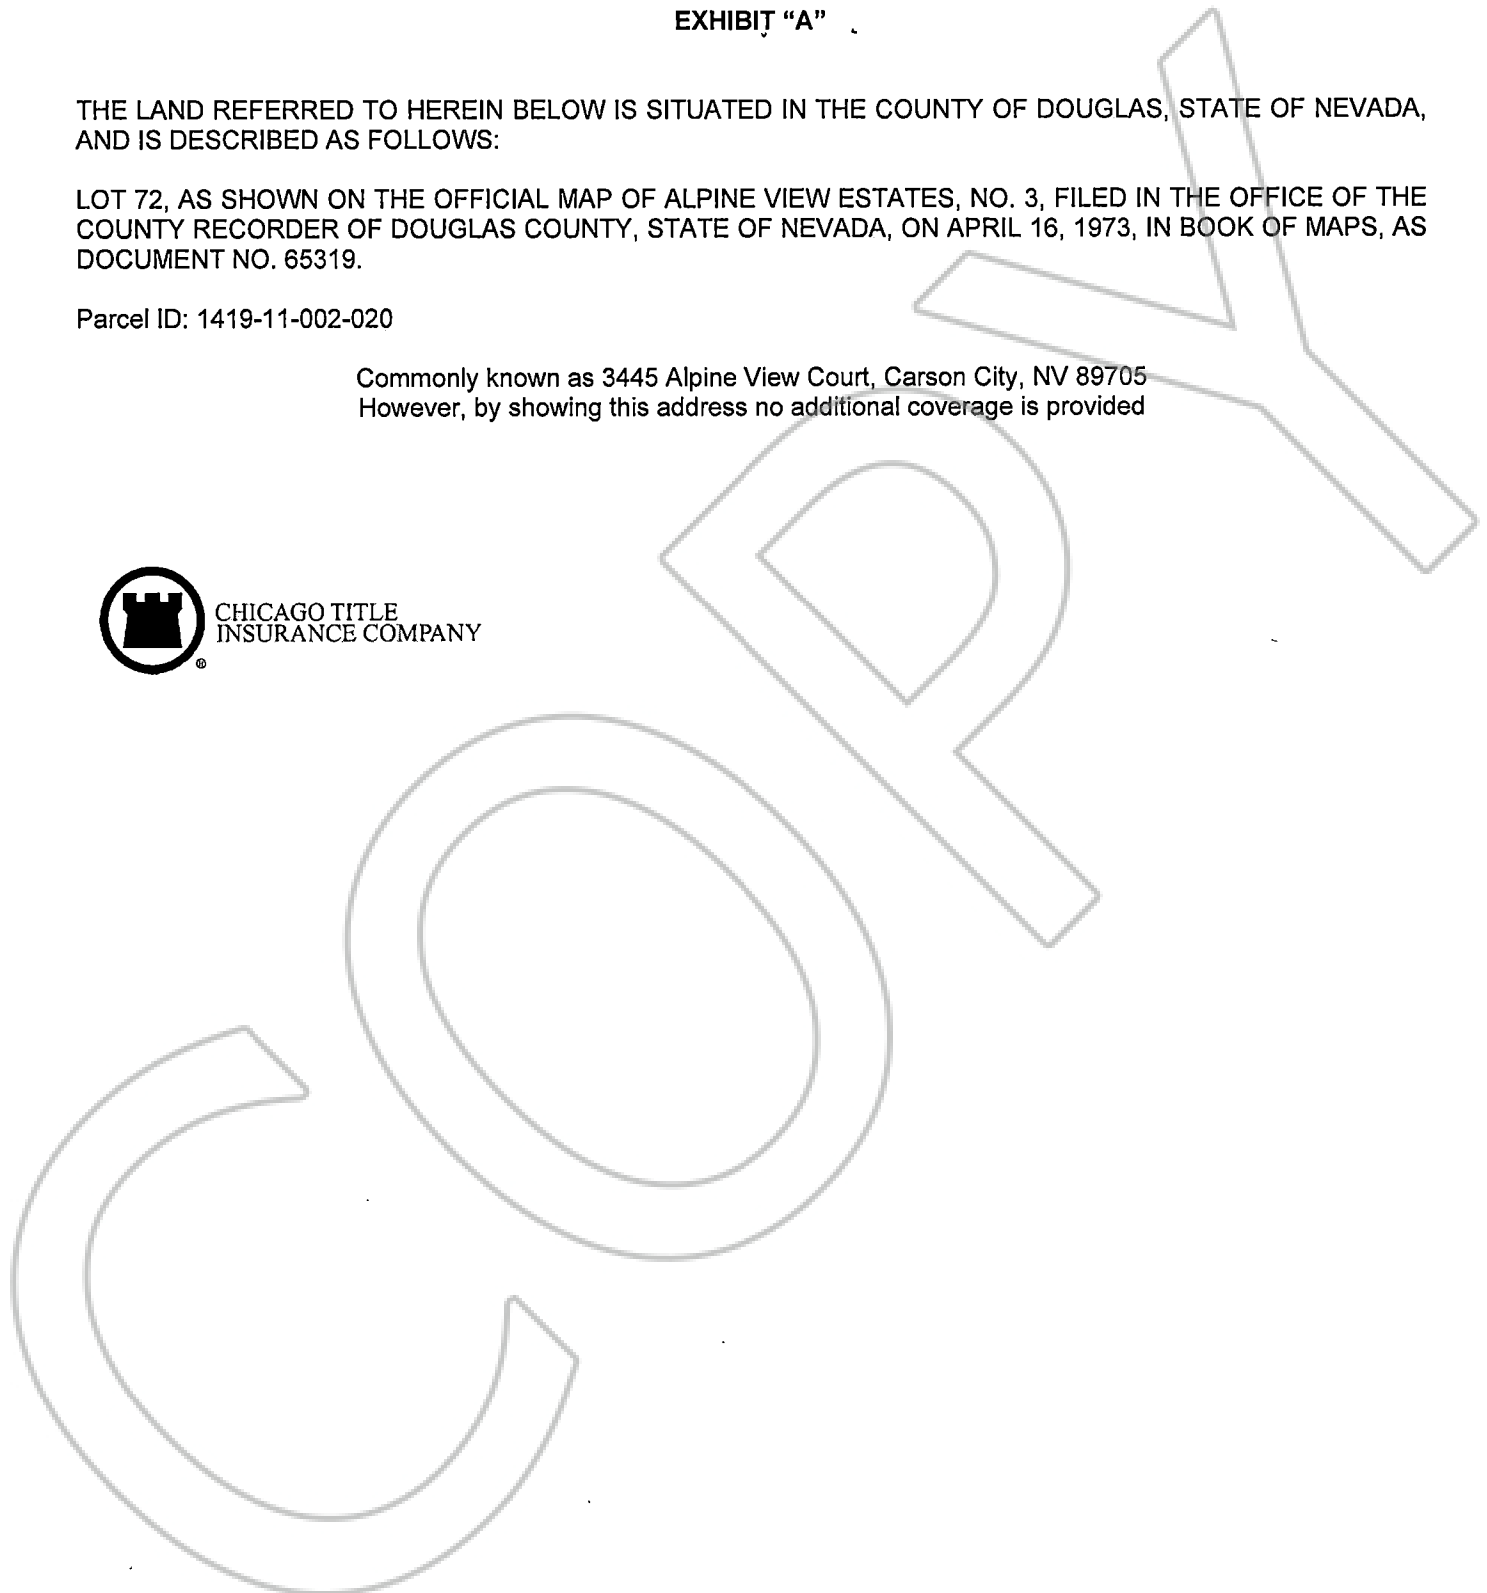 EXHIBIT “A”
THE LAND REFERRED TO HEREIN BELOW IS SITUATED IN THE COUNTY OF DOUGLAS, STATE OF NEVADA,
AND IS DESCRIBED AS FOLLOWS:
LOT 72, AS SHOWN ON THE OFFICIAL MAP OF ALPINE VIEW ESTATES, NO. 3, FILED IN THE OFFICE OF THE
COUNTY RECORDER OF DOUGLAS COUNTY, STATE OF NEVADA, ON APRIL 16, 1973, IN BOOK OF MAPS, AS
DOCUMENT NO. 65319.
Parcel ID: 1419-11-002-020
Commonly known as 3445 Alpine View Court, Carson City, NV 89705
However, by showing this address no additional coverage is provided
CHICAGO TITLE
INSURANCE COMPANY
®
COPY